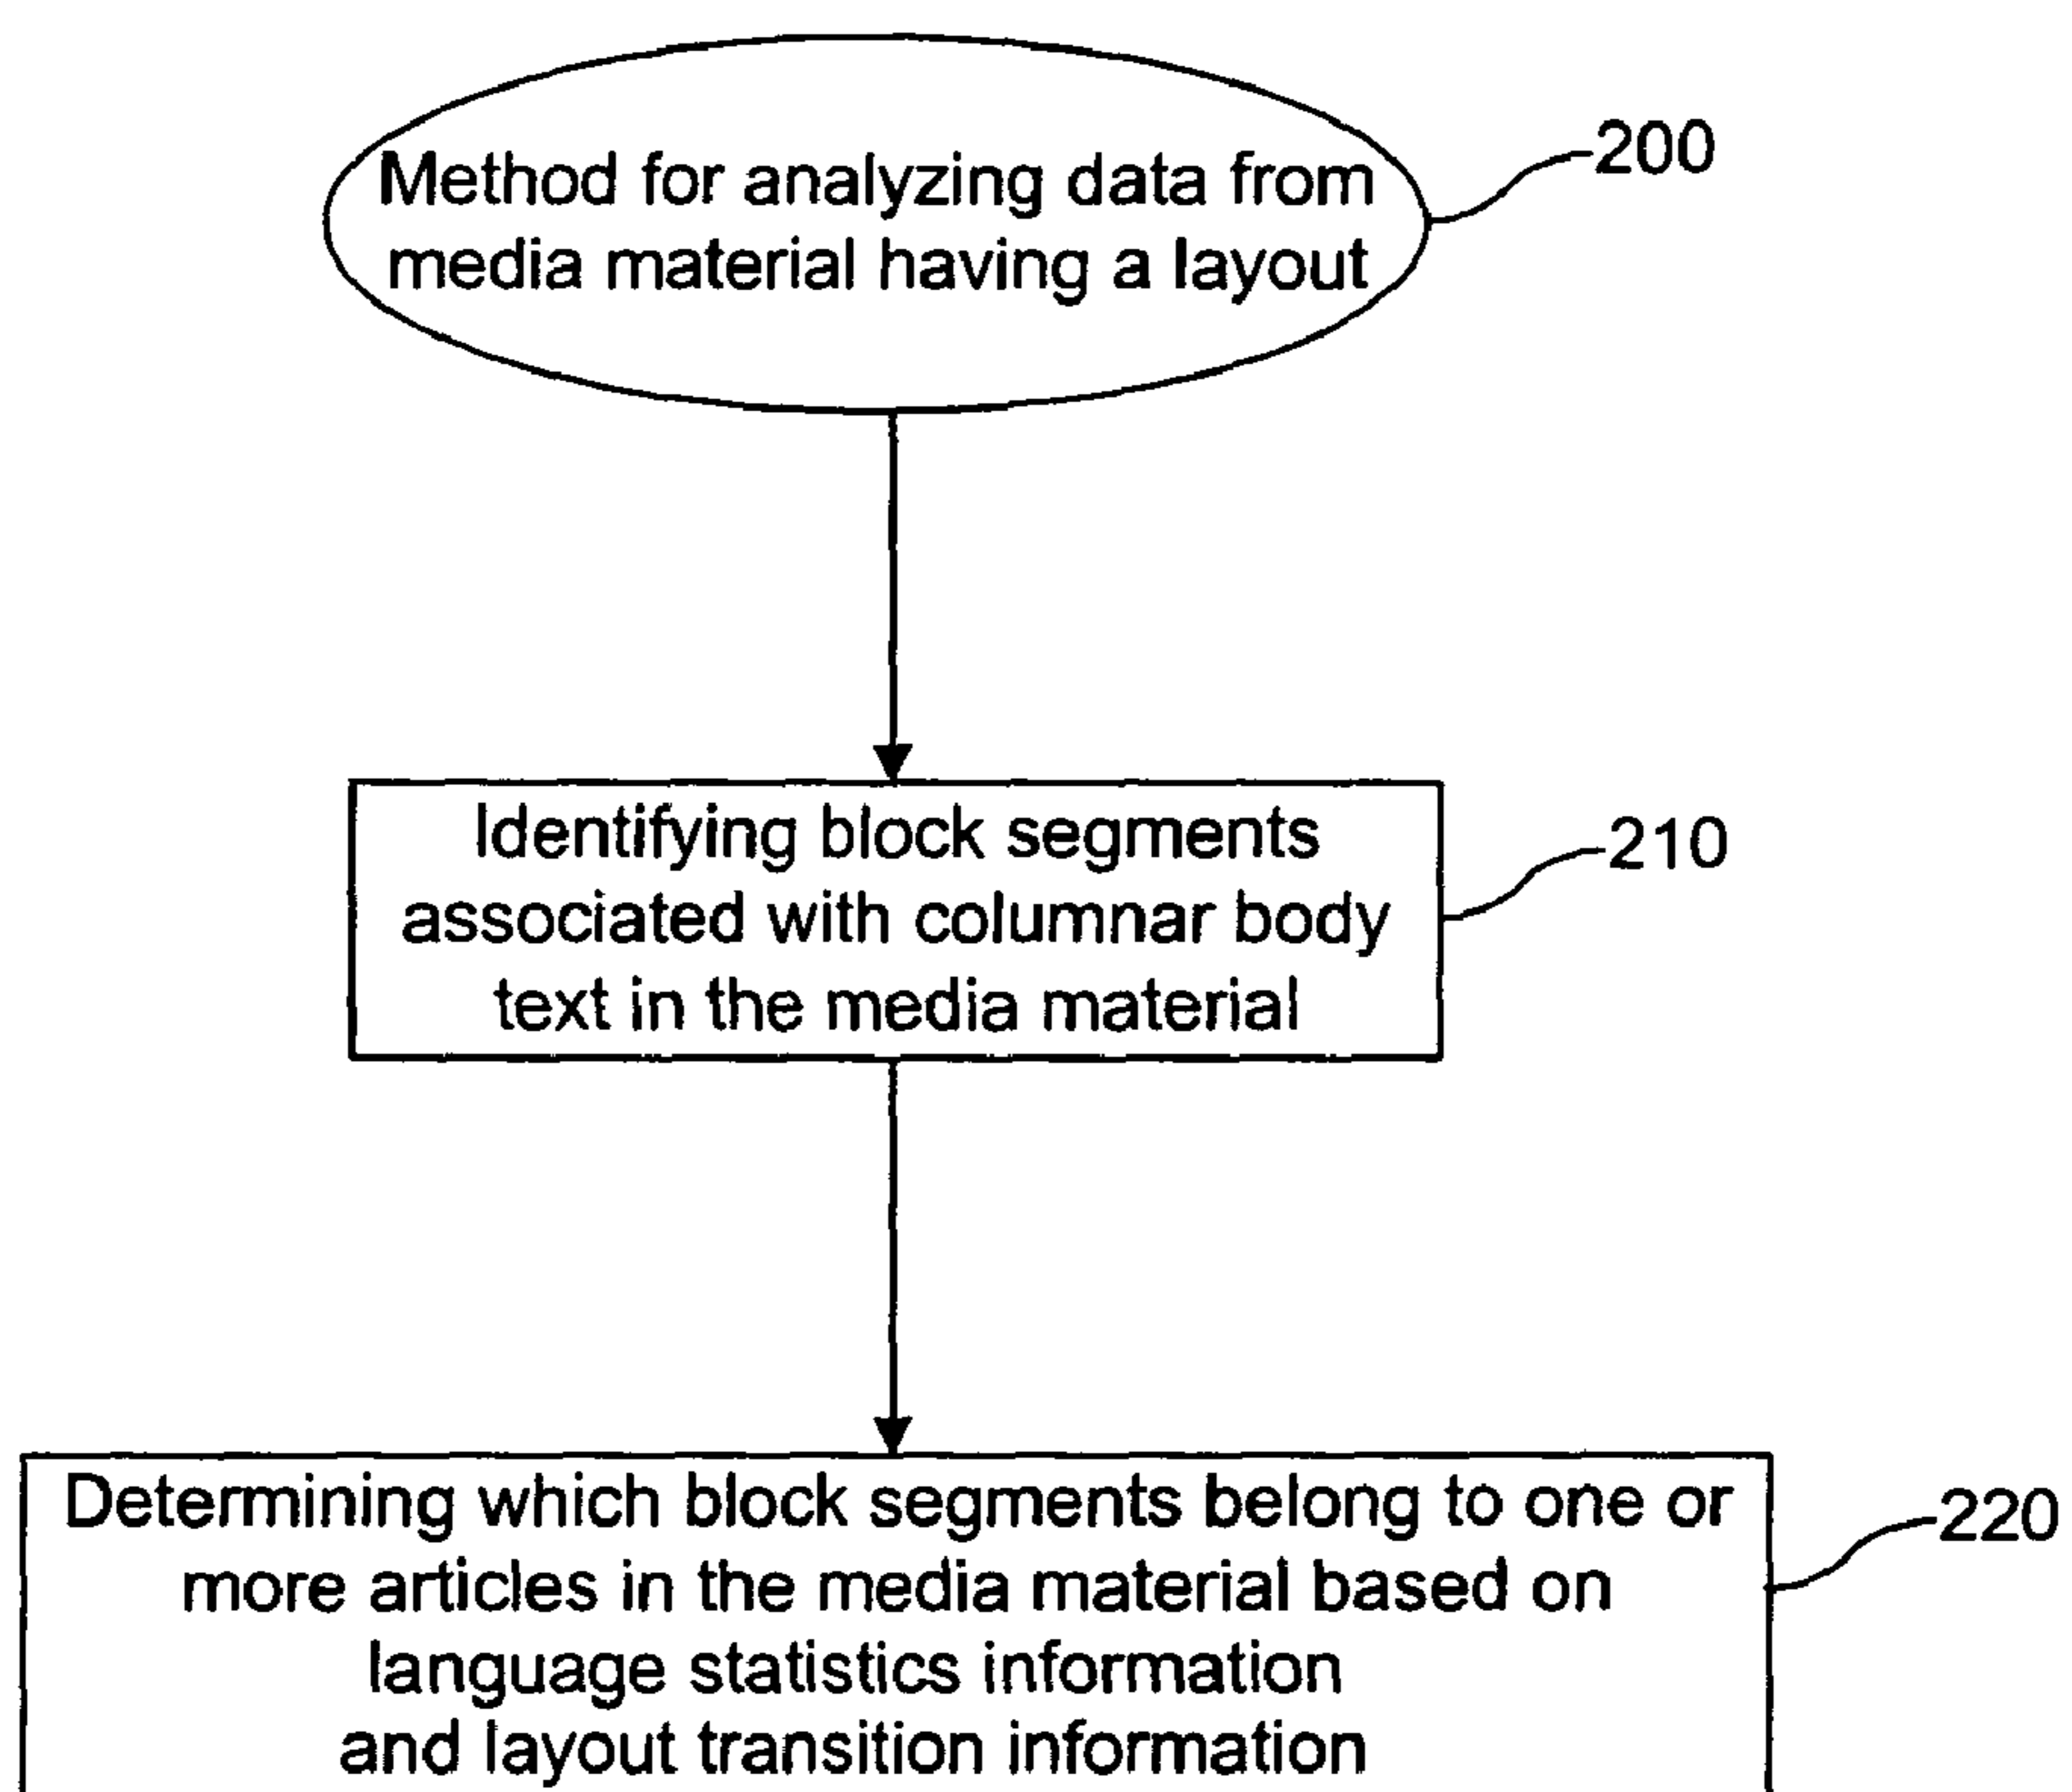 Method for analyzing data from
media material having a layout
200
Identifying block segments
associated with columnar body
text in the media material
210
Determining which block segments belong to one or
more articles in the media material based on
language statistics information
and layout transition information
220